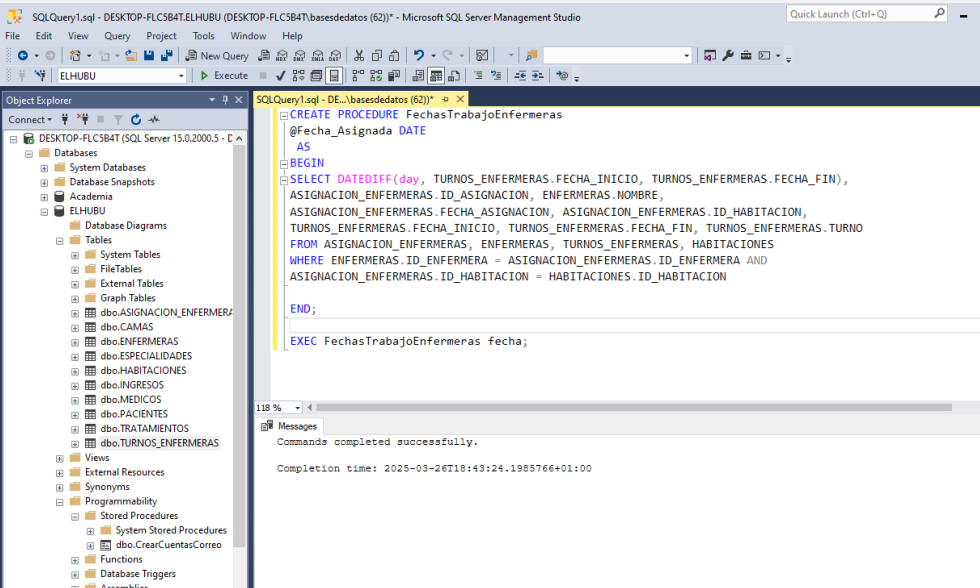 SQLQuery1.sql - DESKTOP-FLC5B4T.ELHUBU (DESKTOP-FLC5B4T\basesdedatos (62))* - Microsoft SQL Server Management Studio
Quick Launch (Ctrl+Q)
File Edit View Query Project Tools Window Help
New Query
ELHUBU
Execute
Object Explorer
Connect
DESKTOP-FLC5B4T (SQL Server 15.0.2000.5 - D
Databases
System Databases
Database Snapshots
Academia
ELHUBU
Database Diagrams
Tables
System Tables
FileTables
External Tables
Graph Tables
dbo.ASIGNACION_ENFERMERA
dbo.CAMAS
dbo.ENFERMERAS
dbo.ESPECIALIDADES
dbo.HABITACIONES
dbo.INGRESOS
dbo.MEDICOS
dbo.PACIENTES
dbo.TRATAMIENTOS
dbo.TURNOS_ENFERMERAS
Views
External Resources
Synonyms
Programmability
Stored Procedures
System Stored Procedures
dbo.CrearCuentasCorreo
Functions
Database Triggers
SQLQuery1.sql - DE...\basesdedatos (62))*
CREATE PROCEDURE FechasTrabajoEnfermeras
@Fecha_Asignada DATE
AS
BEGIN
SELECT DATEDIFF(day, TURNOS_ENFERMERAS.FECHA_INICIO, TURNOS_ENFERMERAS.FECHA_FIN),
ASIGNACION_ENFERMERAS.ID_ASIGNACION, ENFERMERAS.NOMBRE,
ASIGNACION_ENFERMERAS.FECHA_ASIGNACION, ASIGNACION_ENFERMERAS.ID_HABITACION,
TURNOS_ENFERMERAS.FECHA_INICIO, TURNOS_ENFERMERAS.FECHA_FIN, TURNOS_ENFERMERAS.TURNO
FROM ASIGNACION_ENFERMERAS, ENFERMERAS, TURNOS_ENFERMERAS, HABITACIONES
WHERE ENFERMERAS.ID_ENFERMERA = ASIGNACION_ENFERMERAS.ID_ENFERMERA AND
ASIGNACION_ENFERMERAS.ID_HABITACION = HABITACIONES.ID_HABITACION
END;
EXEC FechasTrabajoEnfermeras fecha;
118 %
Messages
Commands completed successfully.
Completion time: 2025-03-26T18:43:24.1985766+01:00